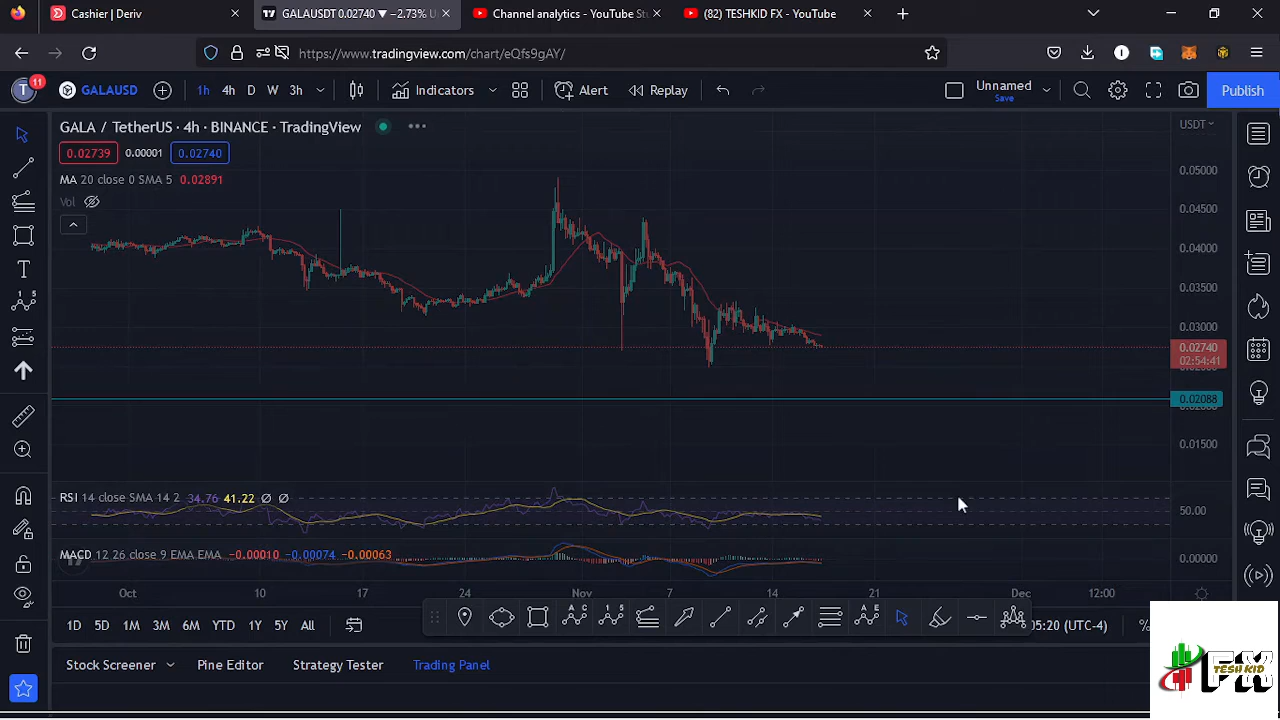 Cashier | Deriv
GALAUSDT 0.02740 ▼ −2.73% U
Channel analytics - YouTube St
(82) TESHKID FX - YouTube
https://www.tradingview.com/chart/eQfs9gAY/
T 11 GALAUSD 1h 4h D W 3h Indicators Alert Replay Unnamed Save Publish
GALA / TetherUS · 4h · BINANCE · TradingView
USDT
0.02739 0.00001 0.02740
MA 20 close 0 SMA 5 0.02891
Vol
0.05000
0.04500
0.04000
0.03500
0.03000
0.02740
02:54:41
0.02088
0.01500
RSI 14 close SMA 14 2 34.76 41.22 ∅ ∅
50.00
MACD 12 26 close 9 EMA EMA −0.00010 −0.00074 −0.00063
0.00000
Oct 10 17 24 Nov 7 14 21 Dec 12:00
1D 5D 1M 3M 6M YTD 1Y 5Y All
05:20 (UTC-4) %
Stock Screener Pine Editor Strategy Tester Trading Panel
FX
TESH KID